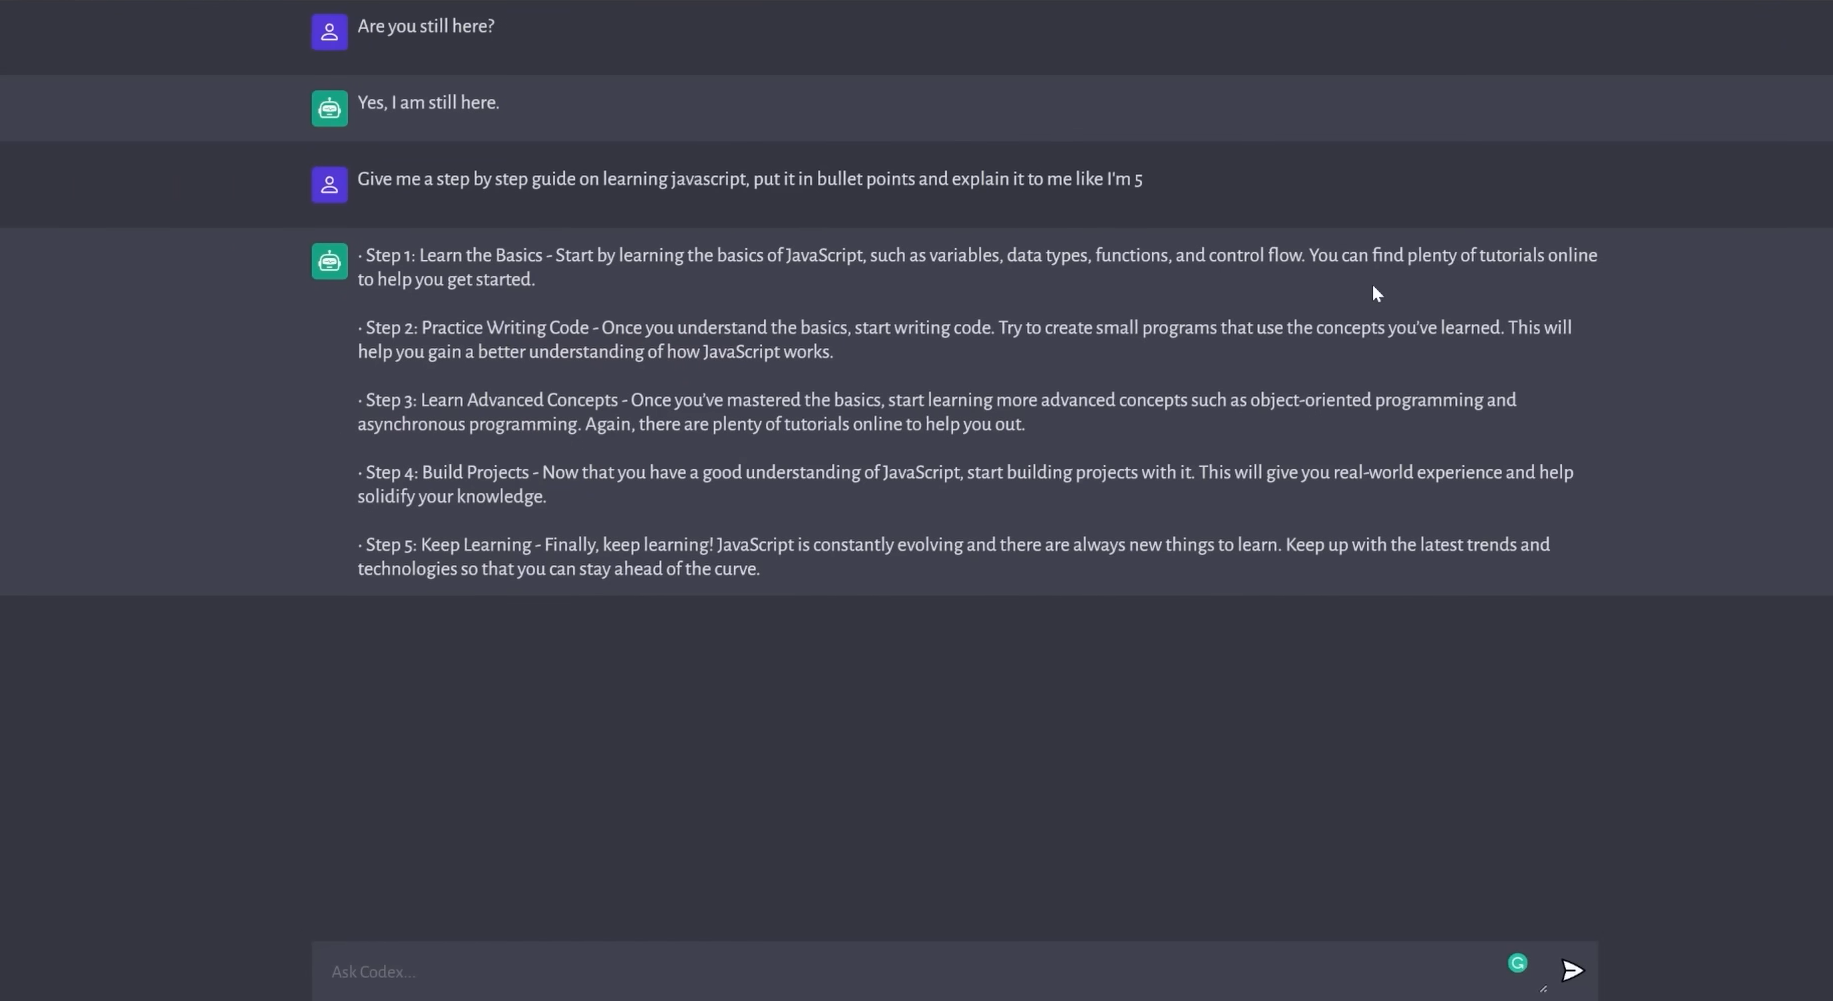 Are you still here?
Yes, I am still here.
Give me a step by step guide on learning javascript, put it in bullet points and explain it to me like I'm 5
· Step 1: Learn the Basics - Start by learning the basics of JavaScript, such as variables, data types, functions, and control flow. You can find plenty of tutorials online
to help you get started.
· Step 2: Practice Writing Code - Once you understand the basics, start writing code. Try to create small programs that use the concepts you've learned. This will
help you gain a better understanding of how JavaScript works.
· Step 3: Learn Advanced Concepts - Once you've mastered the basics, start learning more advanced concepts such as object-oriented programming and
asynchronous programming. Again, there are plenty of tutorials online to help you out.
· Step 4: Build Projects - Now that you have a good understanding of JavaScript, start building projects with it. This will give you real-world experience and help
solidify your knowledge.
· Step 5: Keep Learning - Finally, keep learning! JavaScript is constantly evolving and there are always new things to learn. Keep up with the latest trends and
technologies so that you can stay ahead of the curve.
Ask Codex...